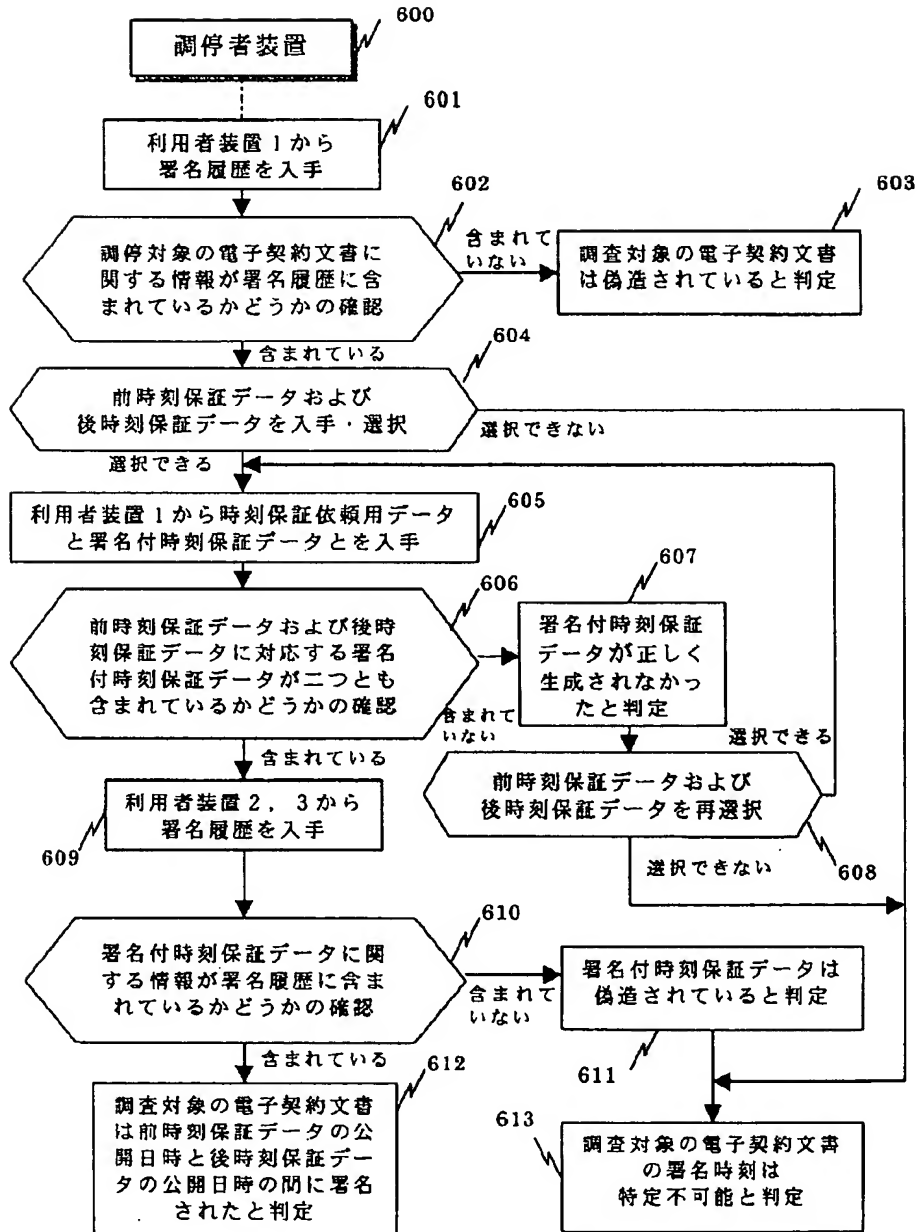 600
調停者装置
601
利用者装置1から
署名履歴を入手
602
調停対象の電子契約文書に
関する情報が署名履歴に含
まれているかどうかの確認
含まれて
いない
603
調査対象の電子契約文書
は偽造されていると判定
含まれている
604
前時刻保証データおよび
後時刻保証データを入手・選択
選択できない
選択できる
利用者装置1から時刻保証依頼用データ
と署名付時刻保証データとを入手
605
606
前時刻保証データおよび後時
刻保証データに対応する署名
付時刻保証データが二つとも
含まれているかどうかの確認
含まれて
いない
607
署名付時刻保証
データが正しく
生成されなか
ったと判定
選択できる
含まれている
前時刻保証データおよび
後時刻保証データを再選択
608
選択できない
利用者装置2,3から
署名履歴を入手
609
610
署名付時刻保証データに関
する情報が署名履歴に含ま
れているかどうかの確認
含まれて
いない
署名付時刻保証データは
偽造されていると判定
611
含まれている
612
調査対象の電子契約文書
は前時刻保証データの公
開日時と後時刻保証デー
タの公開日時の間に署名
されたと判定
613
調査対象の電子契約文書
の署名時刻は
特定不可能と判定